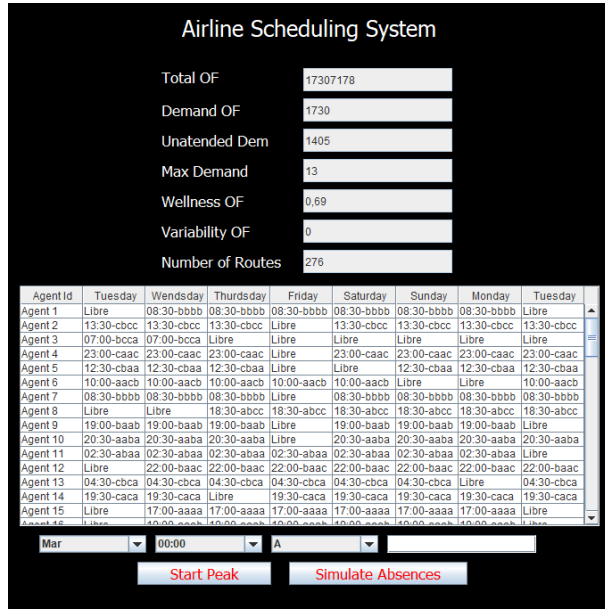 Airline Scheduling System
Total OF 17307178
Demand OF 1730
Unatended Dem 1405
Max Demand 13
Wellness OF 0,69
Variability OF 0
Number of Routes 276
Agent Id Tuesday Wendsday Thurdsday Friday Saturday Sunday Monday Tuesday
Agent 1 Libre 08:30-bbbb 08:30-bbbb 08:30-bbbb 08:30-bbbb 08:30-bbbb 08:30-bbbb Libre
Agent 2 13:30-cbcc 13:30-cbcc 13:30-cbcc Libre 13:30-cbcc 13:30-cbcc 13:30-cbcc 13:30-cbcc
Agent 3 07:00-bcca 07:00-bcca Libre Libre Libre Libre Libre Libre
Agent 4 23:00-caac 23:00-caac 23:00-caac Libre 23:00-caac 23:00-caac 23:00-caac 23:00-caac
Agent 5 12:30-cbaa 12:30-cbaa 12:30-cbaa Libre Libre 12:30-cbaa 12:30-cbaa 12:30-cbaa
Agent 6 10:00-aacb 10:00-aacb 10:00-aacb 10:00-aacb 10:00-aacb Libre Libre 10:00-aacb
Agent 7 08:30-bbbb 08:30-bbbb 08:30-bbbb Libre 08:30-bbbb 08:30-bbbb 08:30-bbbb 08:30-bbbb
Agent 8 Libre Libre 18:30-abcc 18:30-abcc 18:30-abcc 18:30-abcc 18:30-abcc 18:30-abcc
Agent 9 19:00-baab 19:00-baab 19:00-baab Libre 19:00-baab 19:00-baab 19:00-baab Libre
Agent 10 20:30-aaba 20:30-aaba 20:30-aaba Libre 20:30-aaba 20:30-aaba 20:30-aaba 20:30-aaba
Agent 11 02:30-abaa 02:30-abaa 02:30-abaa 02:30-abaa 02:30-abaa 02:30-abaa Libre Libre
Agent 12 Libre 22:00-baac 22:00-baac 22:00-baac 22:00-baac 22:00-baac 22:00-baac 22:00-baac
Agent 13 04:30-cbca 04:30-cbca 04:30-cbca 04:30-cbca 04:30-cbca 04:30-cbca Libre 04:30-cbca
Agent 14 19:30-caca 19:30-caca Libre 19:30-caca 19:30-caca 19:30-caca 19:30-caca 19:30-caca
Agent 15 Libre 17:00-aaaa 17:00-aaaa 17:00-aaaa 17:00-aaaa 17:00-aaaa 17:00-aaaa Libre
Mar 00:00 A
Start Peak Simulate Absences